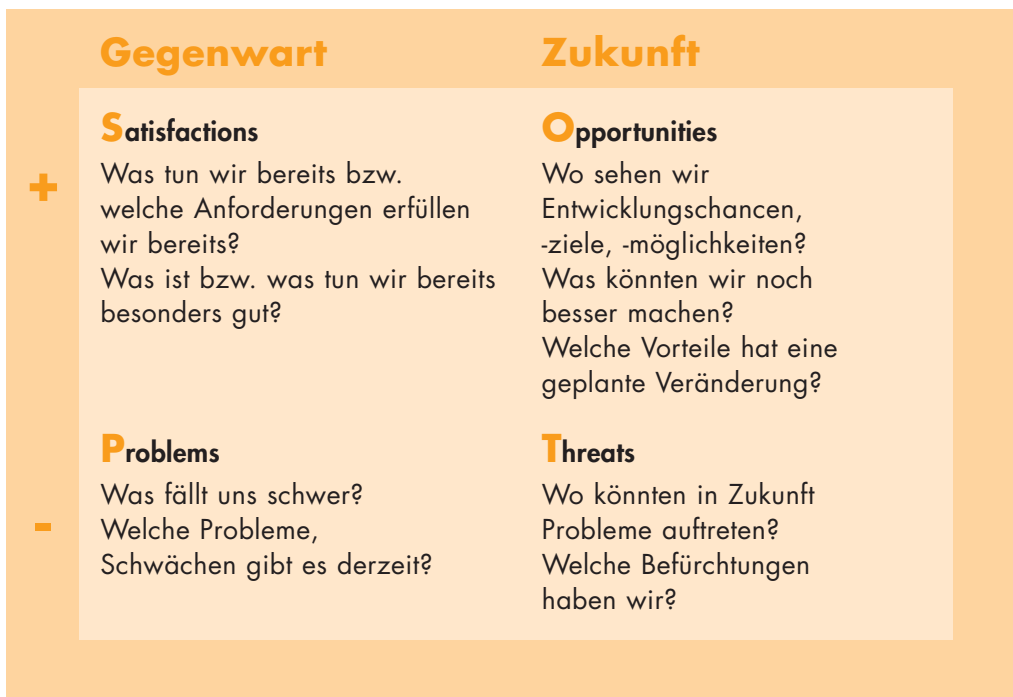 Gegenwart
Zukunft
+
Satisfactions
Was tun wir bereits bzw.
welche Anforderungen erfüllen
wir bereits?
Was ist bzw. was tun wir bereits
besonders gut?
Opportunities
Wo sehen wir
Entwicklungschancen,
-ziele, -möglichkeiten?
Was könnten wir noch
besser machen?
Welche Vorteile hat eine
geplante Veränderung?
-
Problems
Was fällt uns schwer?
Welche Probleme,
Schwächen gibt es derzeit?
Threats
Wo könnten in Zukunft
Probleme auftreten?
Welche Befürchtungen
haben wir?